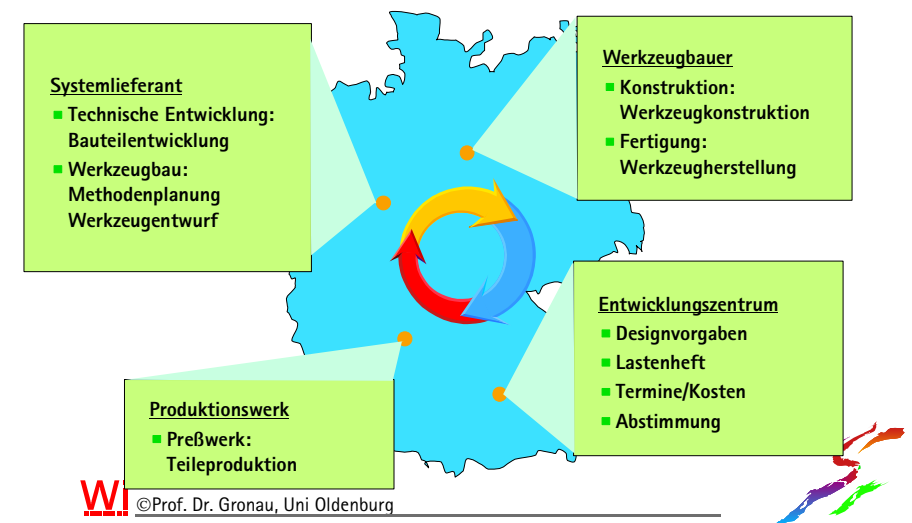 Systemlieferant
Technische Entwicklung:
Bauteilentwicklung
Werkzeugbau:
Methodenplanung
Werkzeugentwurf
Werkzeugbauer
Konstruktion:
Werkzeugkonstruktion
Fertigung:
Werkzeugherstellung
Entwicklungszentrum
Designvorgaben
Lastenheft
Termine/Kosten
Abstimmung
Produktionswerk
Preßwerk:
Teileproduktion
WI ©Prof. Dr. Gronau, Uni Oldenburg